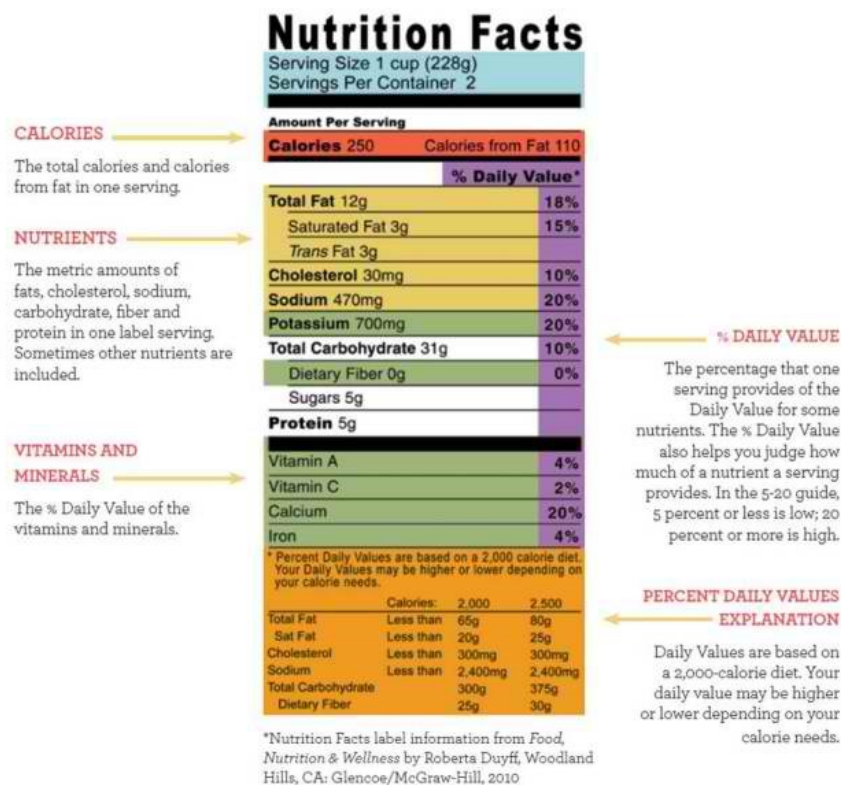 Nutrition Facts
Serving Size 1 cup (228g)
Servings Per Container 2
Amount Per Serving
Calories 250 Calories from Fat 110
% Daily Value*
Total Fat 12g 18%
Saturated Fat 3g 15%
Trans Fat 3g
Cholesterol 30mg 10%
Sodium 470mg 20%
Potassium 700mg 20%
Total Carbohydrate 31g 10%
Dietary Fiber 0g 0%
Sugars 5g
Protein 5g
Vitamin A 4%
Vitamin C 2%
Calcium 20%
Iron 4%
* Percent Daily Values are based on a 2,000 calorie diet.
Your Daily Values may be higher or lower depending on
your calorie needs.
Calories: 2,000 2,500
Total Fat Less than 65g 80g
Sat Fat Less than 20g 25g
Cholesterol Less than 300mg 300mg
Sodium Less than 2,400mg 2,400mg
Total Carbohydrate 300g 375g
Dietary Fiber 25g 30g
*Nutrition Facts label information from Food,
Nutrition & Wellness by Roberta Duyff, Woodland
Hills, CA: Glencoe/McGraw-Hill, 2010
CALORIES
The total calories and calories
from fat in one serving.
NUTRIENTS
The metric amounts of
fats, cholesterol, sodium,
carbohydrate, fiber and
protein in one label serving.
Sometimes other nutrients are
included.
VITAMINS AND
MINERALS
The % Daily Value of the
vitamins and minerals.
% DAILY VALUE
The percentage that one
serving provides of the
Daily Value for some
nutrients. The % Daily Value
also helps you judge how
much of a nutrient a serving
provides. In the 5-20 guide,
5 percent or less is low; 20
percent or more is high.
PERCENT DAILY VALUES
EXPLANATION
Daily Values are based on
a 2,000-calorie diet. Your
daily value may be higher
or lower depending on your
calorie needs.